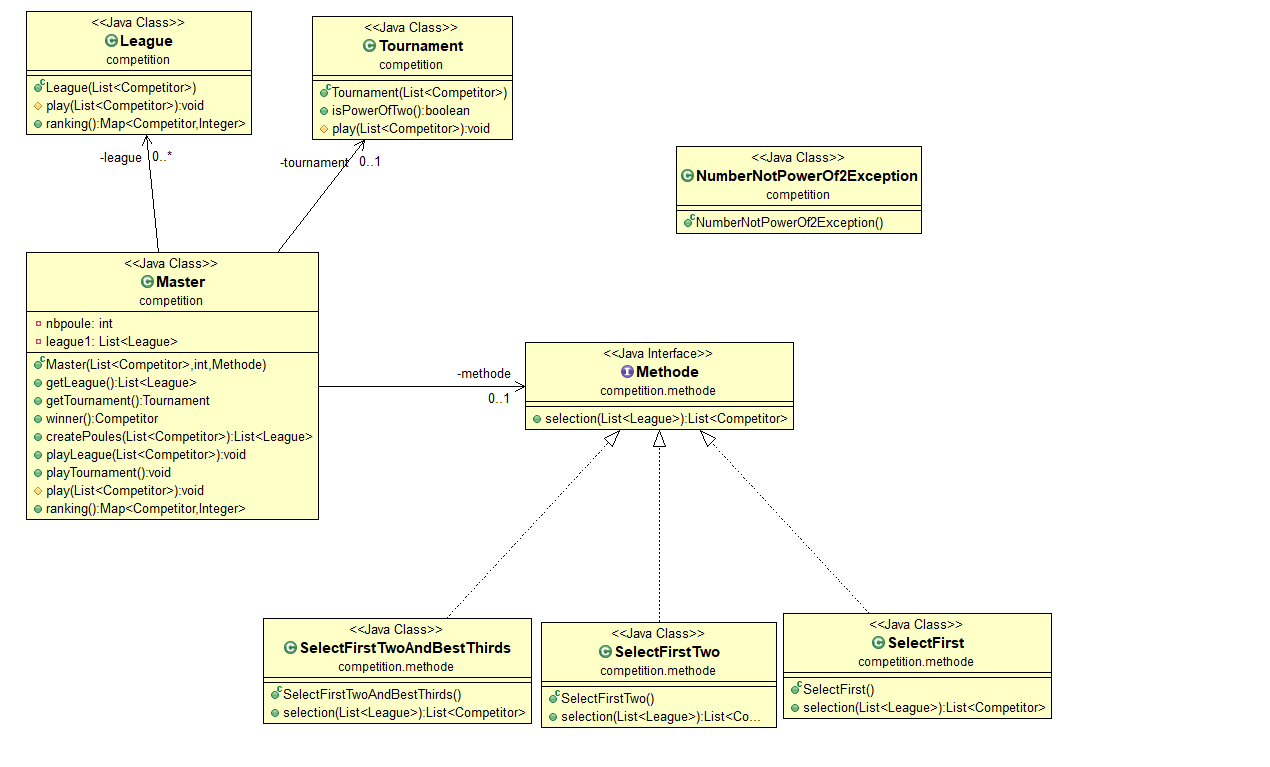 <<Java Class>>
League
competition
League(List<Competitor>)
play(List<Competitor>):void
ranking():Map<Competitor,Integer>
<<Java Class>>
Tournament
competition
Tournament(List<Competitor>)
isPowerOfTwo():boolean
play(List<Competitor>):void
-league 0..*
-tournament 0..1
<<Java Class>>
NumberNotPowerOf2Exception
competition
NumberNotPowerOf2Exception()
<<Java Class>>
Master
competition
nbpoule: int
league1: List<League>
Master(List<Competitor>,int,Methode)
getLeague():List<League>
getTournament():Tournament
winner():Competitor
createPoules(List<Competitor>):List<League>
playLeague(List<Competitor>):void
playTournament():void
play(List<Competitor>):void
ranking():Map<Competitor,Integer>
-methode
0..1
<<Java Interface>>
Methode
competition.methode
selection(List<League>):List<Competitor>
<<Java Class>>
SelectFirstTwoAndBestThirds
competition.methode
SelectFirstTwoAndBestThirds()
selection(List<League>):List<Competitor>
<<Java Class>>
SelectFirstTwo
competition.methode
SelectFirstTwo()
selection(List<League>):List<Co...
<<Java Class>>
SelectFirst
competition.methode
SelectFirst()
selection(List<League>):List<Competitor>